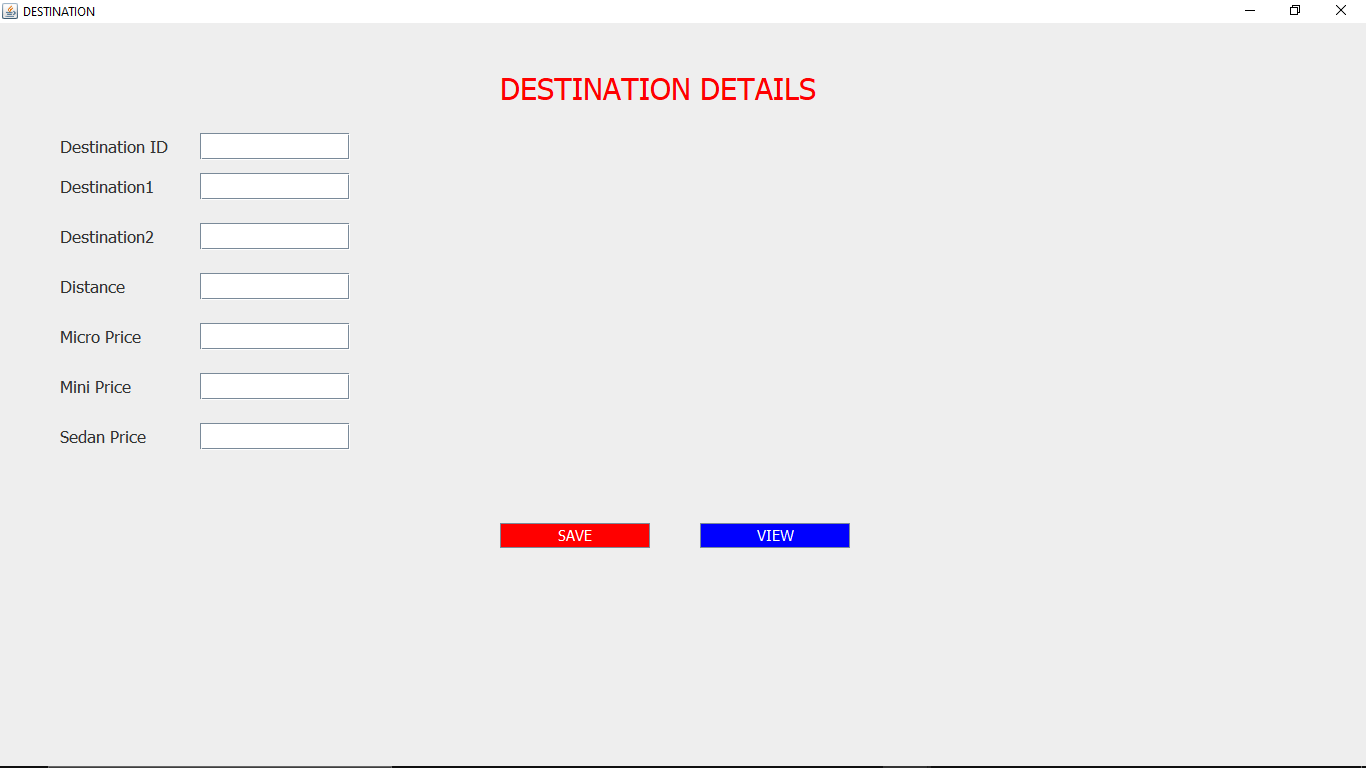 DESTINATION
DESTINATION DETAILS
Destination ID
Destination1
Destination2
Distance
Micro Price
Mini Price
Sedan Price
SAVE VIEW